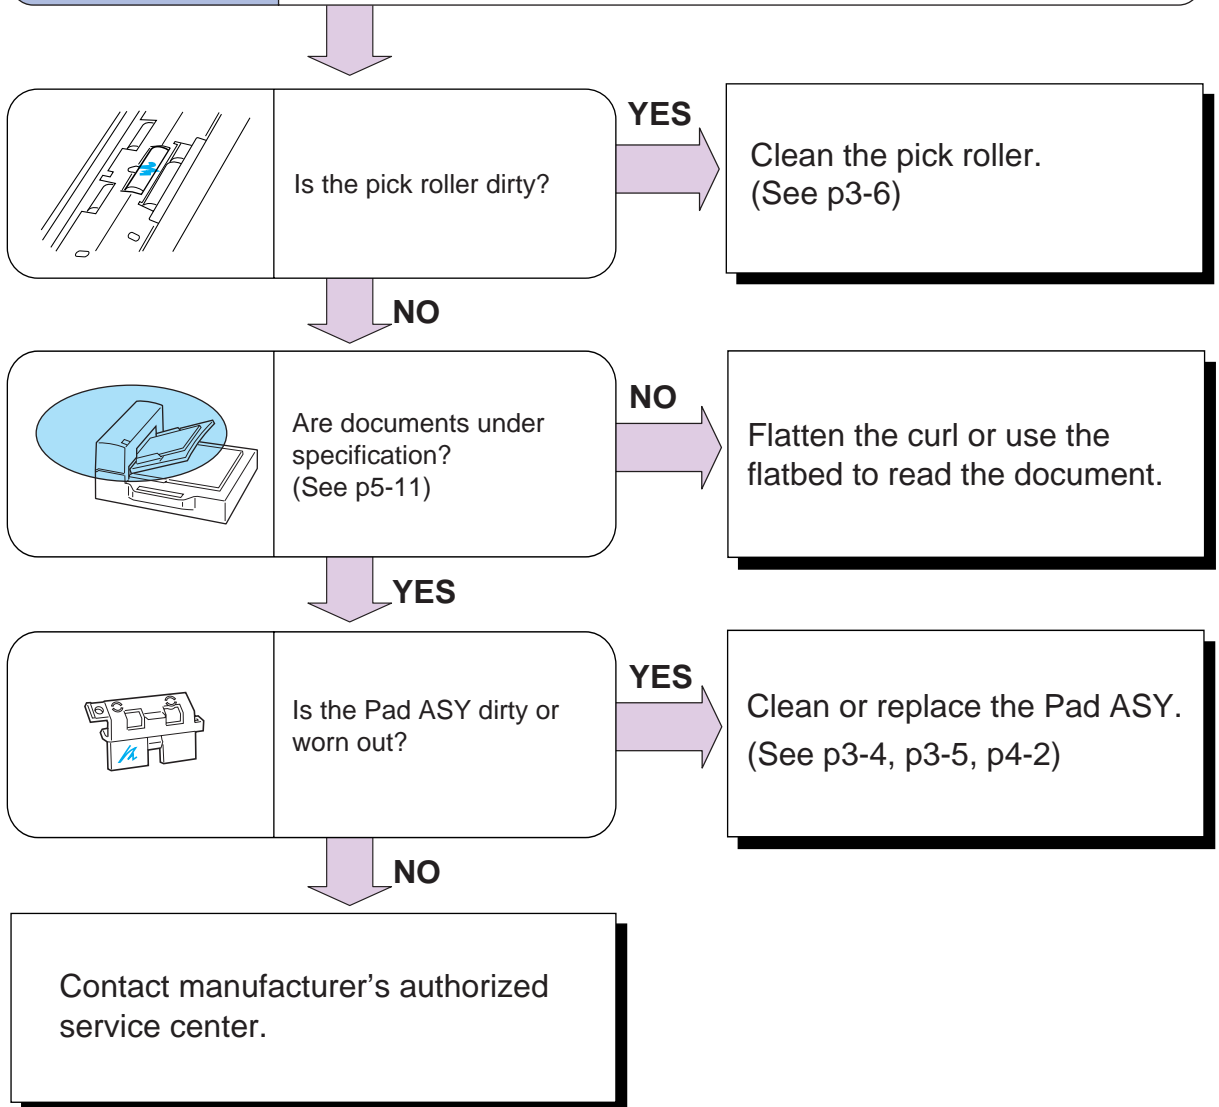 Is the pick roller dirty?
YES
Clean the pick roller.
(See p3-6)
NO
Are documents under
specification?
(See p5-11)
NO
Flatten the curl or use the
flatbed to read the document.
YES
Is the Pad ASY dirty or
worn out?
YES
Clean or replace the Pad ASY.
(See p3-4, p3-5, p4-2)
NO
Contact manufacturer’s authorized
service center.